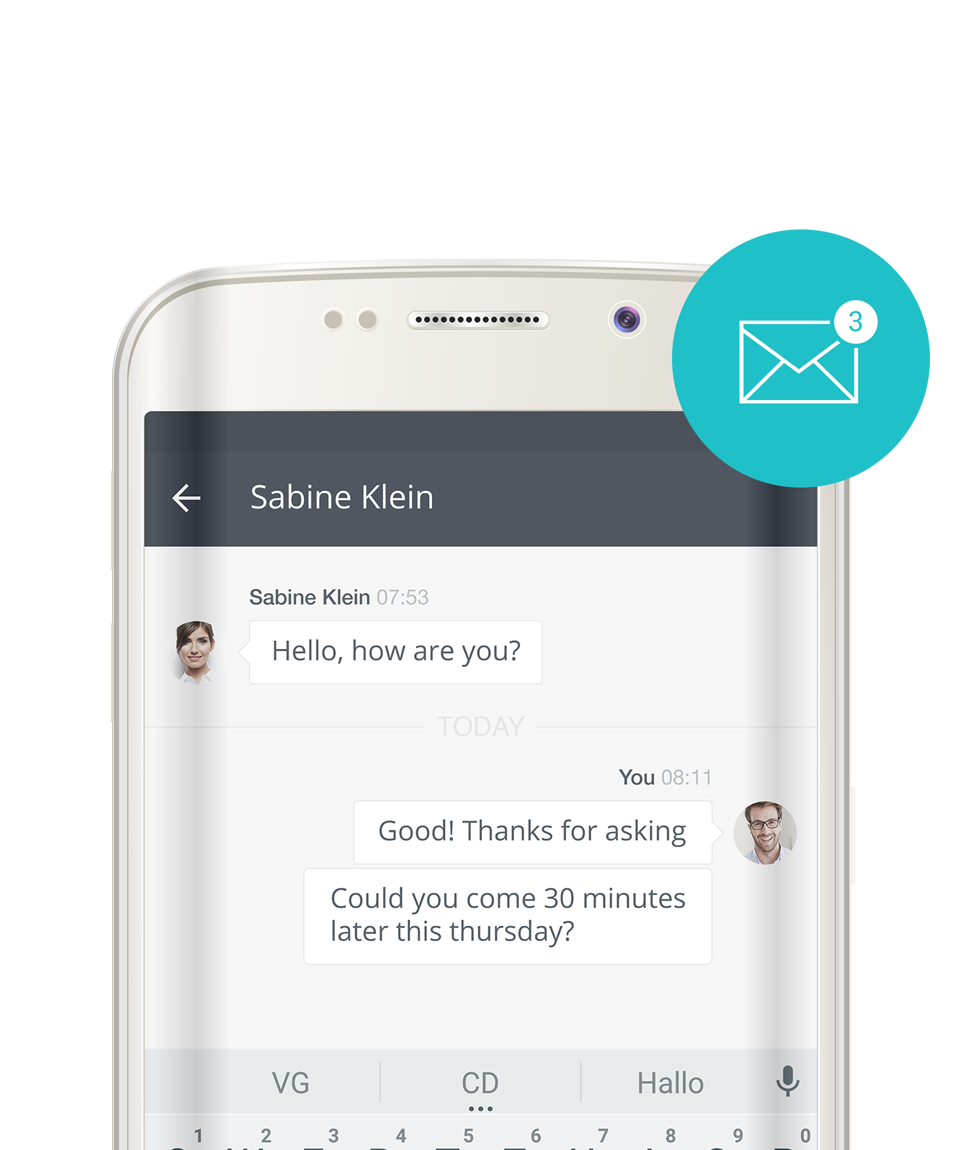 3
Sabine Klein
Sabine Klein 07:53
Hello, how are you?
TODAY
You 08:11
Good! Thanks for asking
Could you come 30 minutes
later this thursday?
VG CD Hallo
1 2 3 4 5 6 7 8 9 0